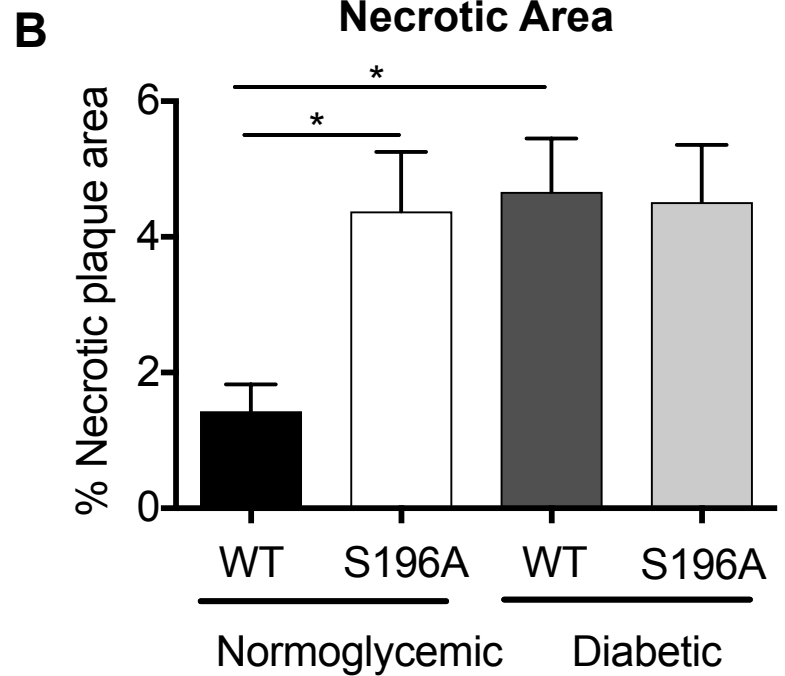 B
Necrotic Area
% Necrotic plaque area
6
4
2
0
*
*
WT S196A WT S196A
Normoglycemic Diabetic